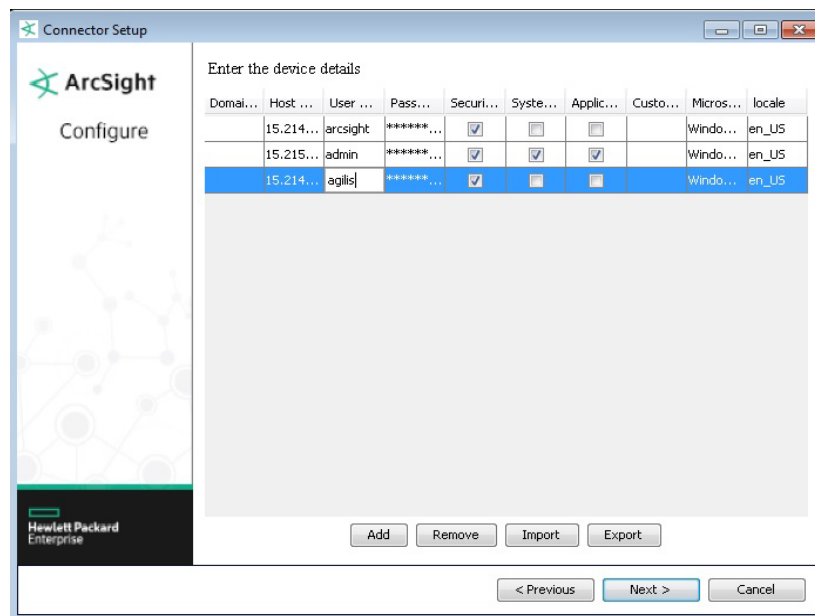 Connector Setup
ArcSight
Configure
Enter the device details
Domai... Host ... User ... Pass... Securi... Syste... Applic... Custo... Micros... locale
15.214... arcsight ******... Windo... en_US
15.215... admin ******... Windo... en_US
15.214... agilis ******... Windo... en_US
Hewlett Packard
Enterprise
Add Remove Import Export
< Previous Next > Cancel